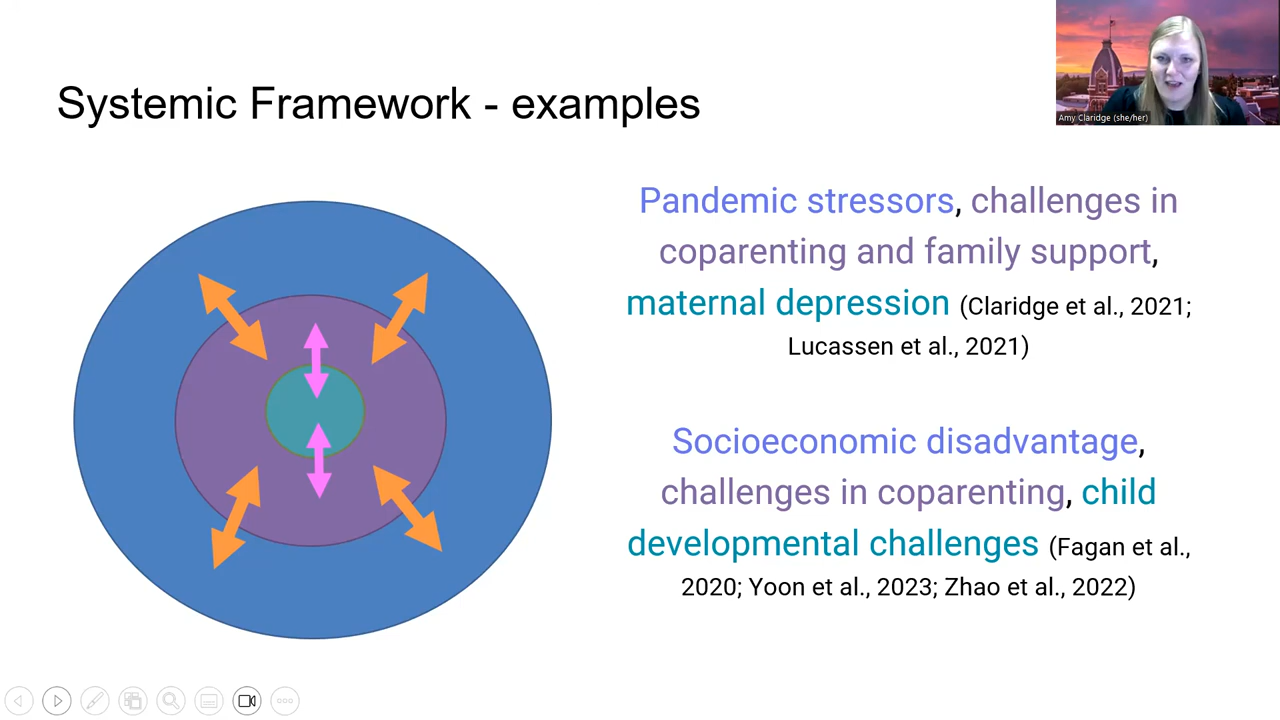 Systemic Framework - examples
Amy Claridge (she/her)
Pandemic stressors, challenges in
coparenting and family support,
maternal depression (Claridge et al., 2021;
Lucassen et al., 2021)
Socioeconomic disadvantage,
challenges in coparenting, child
developmental challenges (Fagan et al.,
2020; Yoon et al., 2023; Zhao et al., 2022)